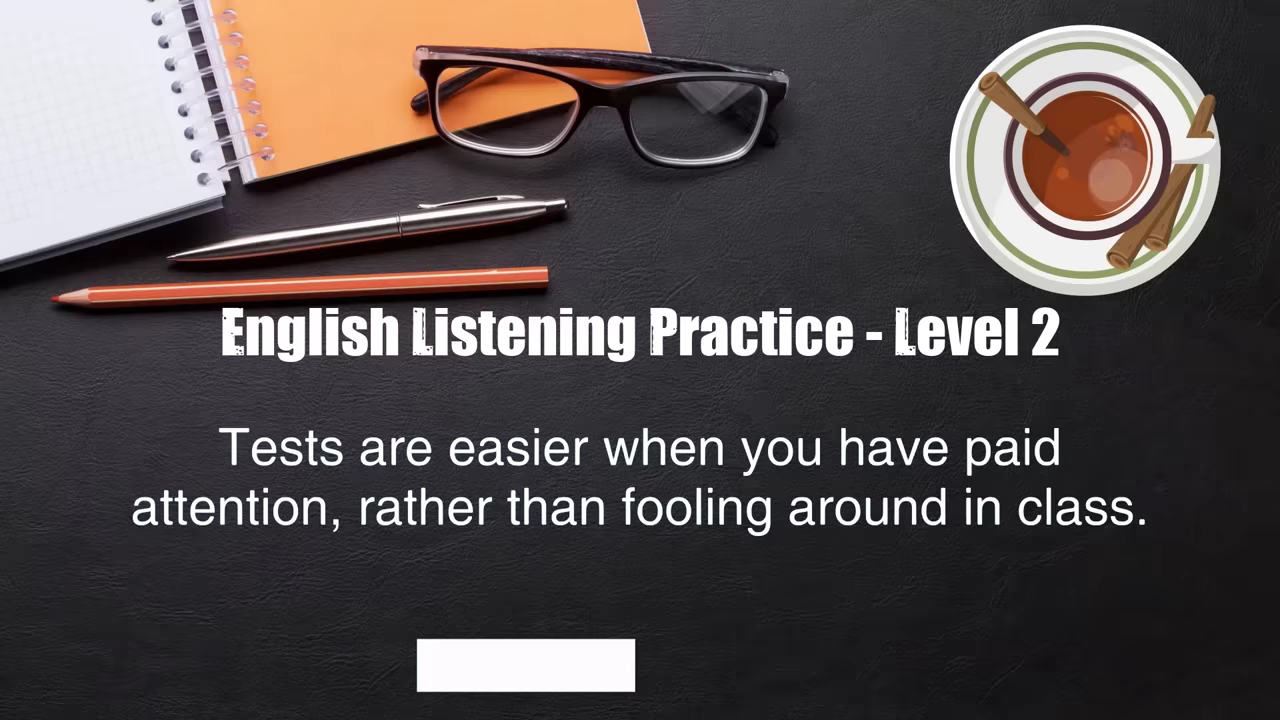 English Listening Practice - Level 2
Tests are easier when you have paid
attention, rather than fooling around in class.